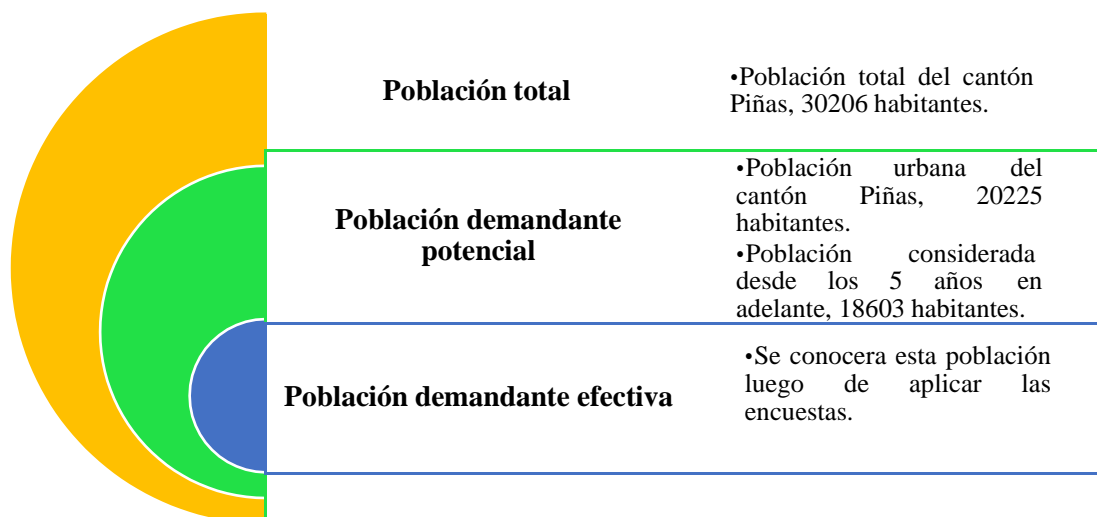 Población total
•Población total del cantón
Piñas, 30206 habitantes.
Población demandante
potencial
•Población urbana del
cantón Piñas, 20225
habitantes.
•Población considerada
desde los 5 años en
adelante, 18603 habitantes.
Población demandante efectiva
•Se conocera esta población
luego de aplicar las
encuestas.